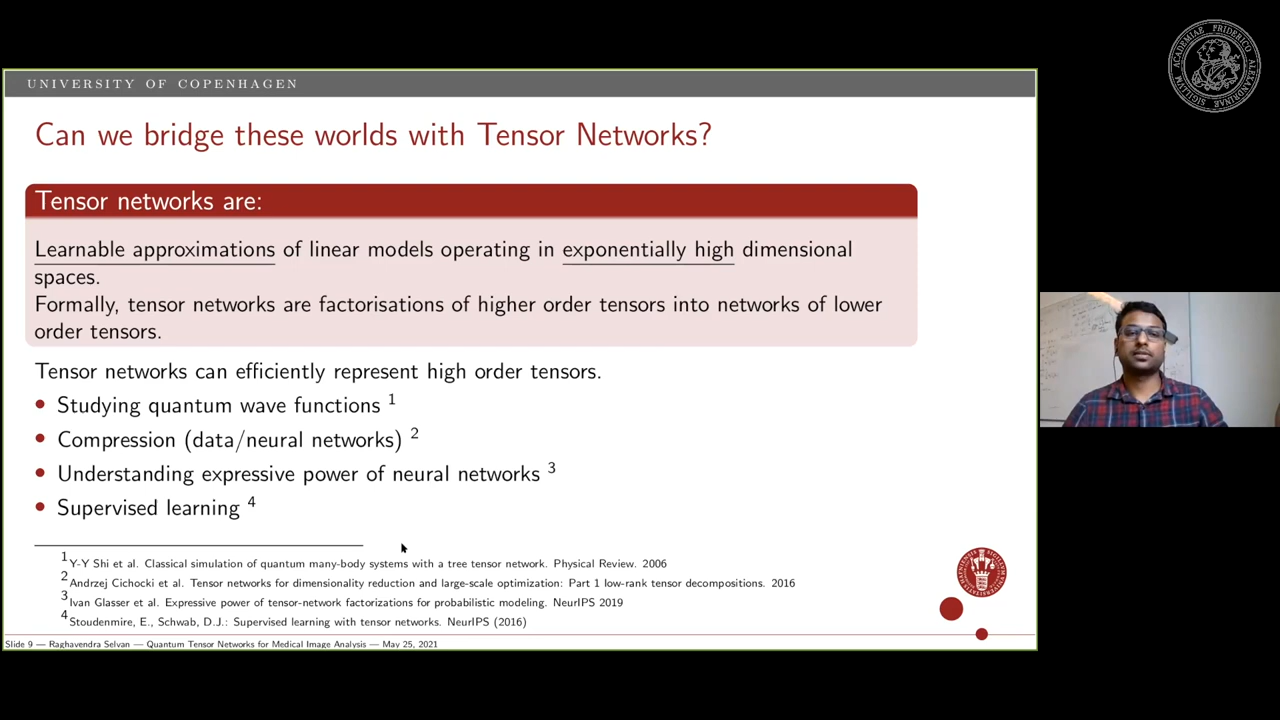 UNIVERSITY OF COPENHAGEN
Can we bridge these worlds with Tensor Networks?
Tensor networks are:
Learnable approximations of linear models operating in exponentially high dimensional
spaces.
Formally, tensor networks are factorisations of higher order tensors into networks of lower
order tensors.
Tensor networks can efficiently represent high order tensors.
• Studying quantum wave functions 1
• Compression (data/neural networks) 2
• Understanding expressive power of neural networks 3
• Supervised learning 4
1 Y-Y Shi et al. Classical simulation of quantum many-body systems with a tree tensor network. Physical Review. 2006
2 Andrzej Cichocki et al. Tensor networks for dimensionality reduction and large-scale optimization: Part 1 low-rank tensor decompositions. 2016
3 Ivan Glasser et al. Expressive power of tensor-network factorizations for probabilistic modeling. NeurIPS 2019
4 Stoudenmire, E., Schwab, D.J.: Supervised learning with tensor networks. NeurIPS (2016)
Slide 9 — Raghavendra Selvan — Quantum Tensor Networks for Medical Image Analysis — May 25, 2021
ACADEMIAE FRIDERICO ALEXANDRINAE SIGILLVM